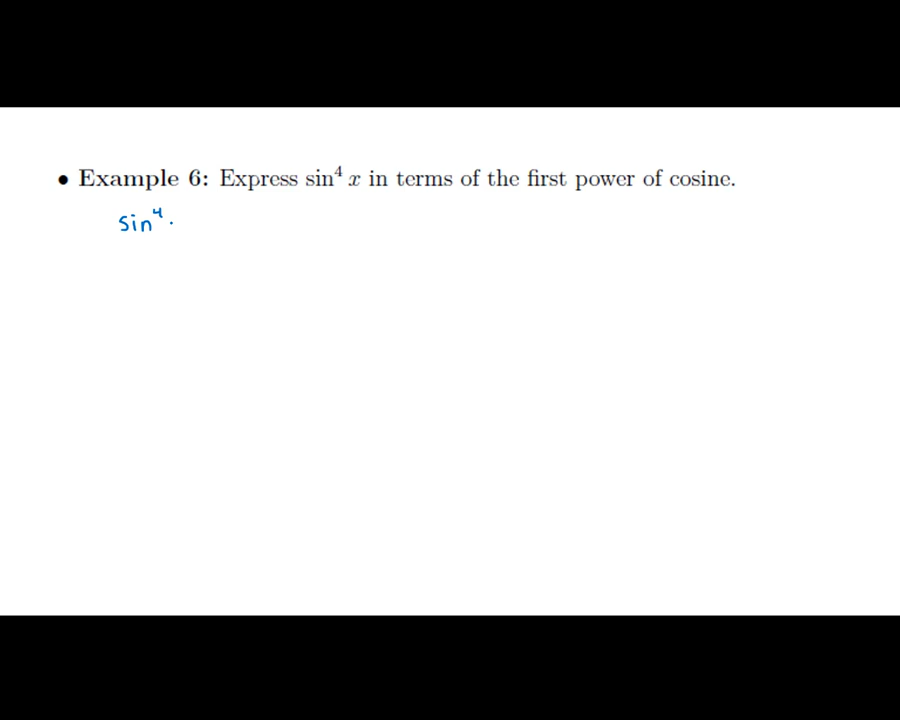 • Example 6: Express sin⁴ x in terms of the first power of cosine.
sin⁴ ·